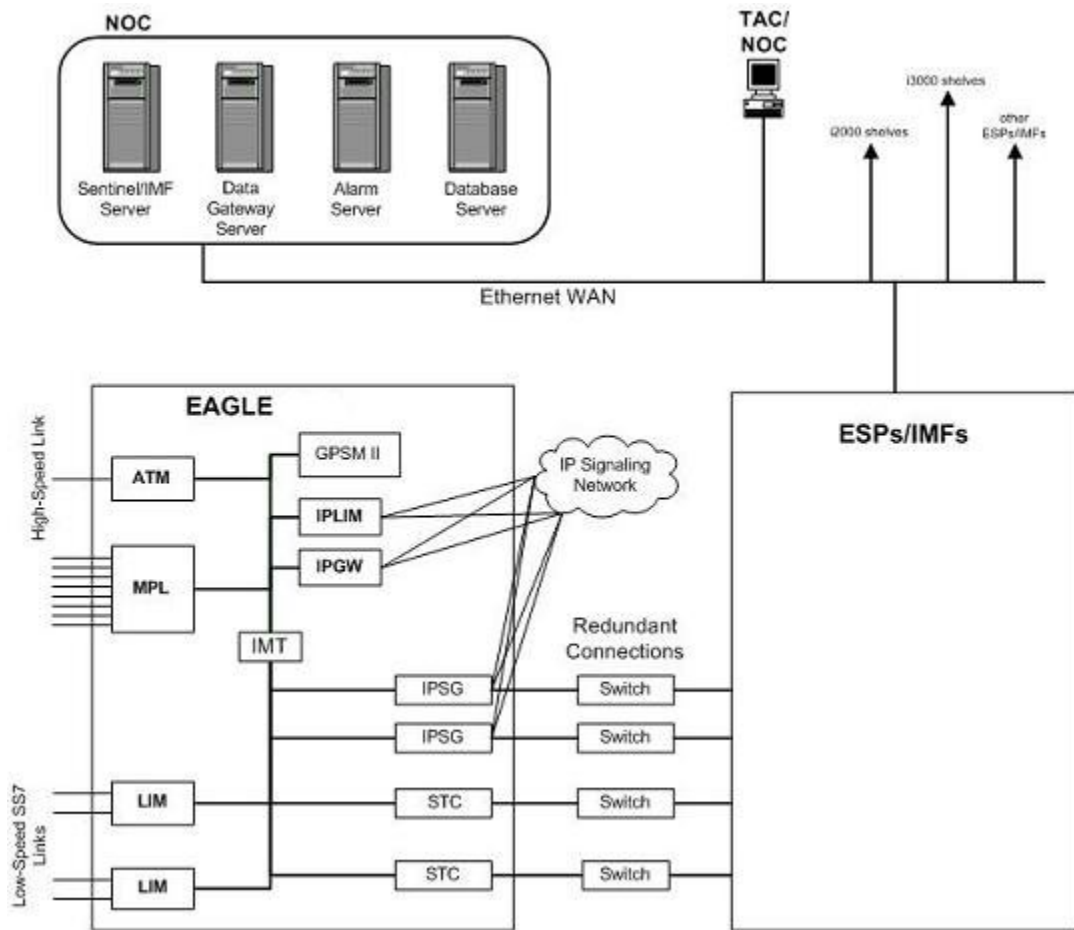 NOC
TAC/
NOC
i3000 shelves
i2000 shelves
other
ESPs/IMFs
Sentinel/IMF
Server
Data
Gateway
Server
Alarm
Server
Database
Server
Ethernet WAN
EAGLE
ESPs/IMFs
High-Speed Link
GPSM II
IP Signaling
Network
ATM
IPLIM
IPGW
MPL
IMT
Redundant
Connections
IPSG
Switch
IPSG
Switch
Low-Speed SS7
Links
LIM
STC
Switch
LIM
STC
Switch